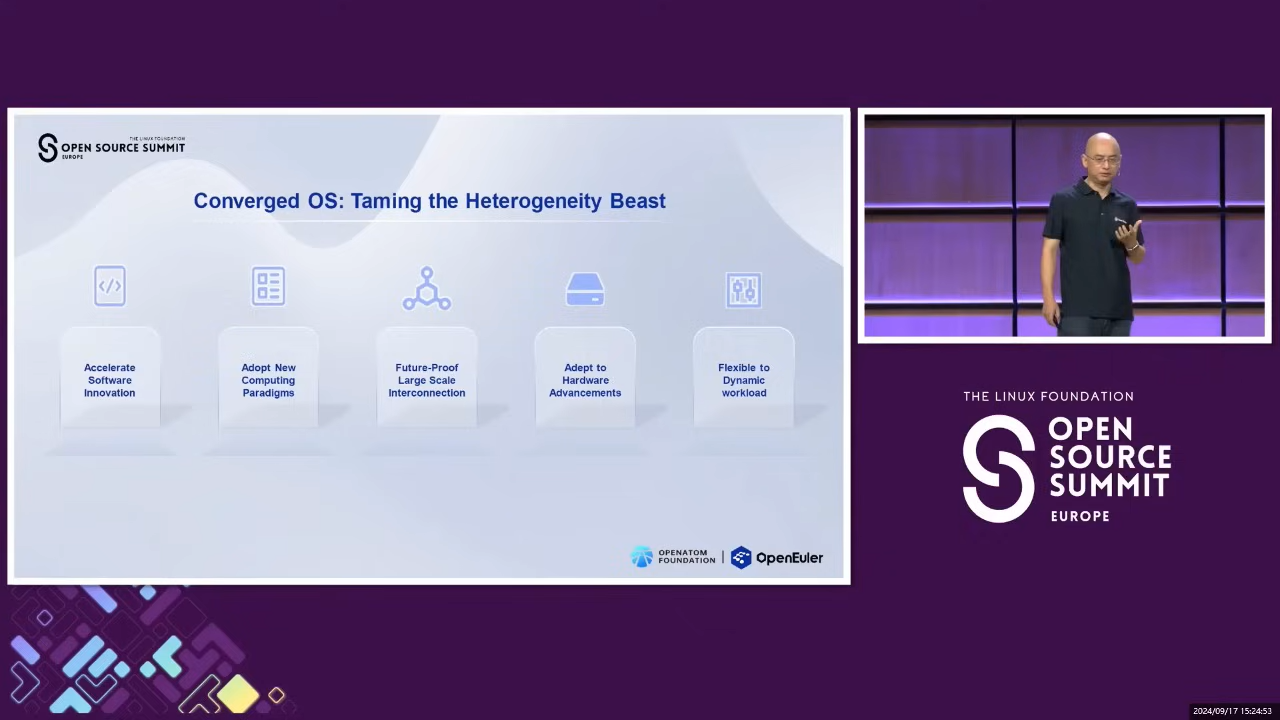 THE LINUX FOUNDATION
OPEN SOURCE SUMMIT
EUROPE
Converged OS: Taming the Heterogeneity Beast
Accelerate
Software
Innovation
Adopt New
Computing
Paradigms
Future-Proof
Large Scale
Interconnection
Adept to
Hardware
Advancements
Flexible to
Dynamic
workload
OPENATOM
FOUNDATION
OpenEuler
THE LINUX FOUNDATION
OPEN
SOURCE
SUMMIT
EUROPE
2024/09/17 15:24:53